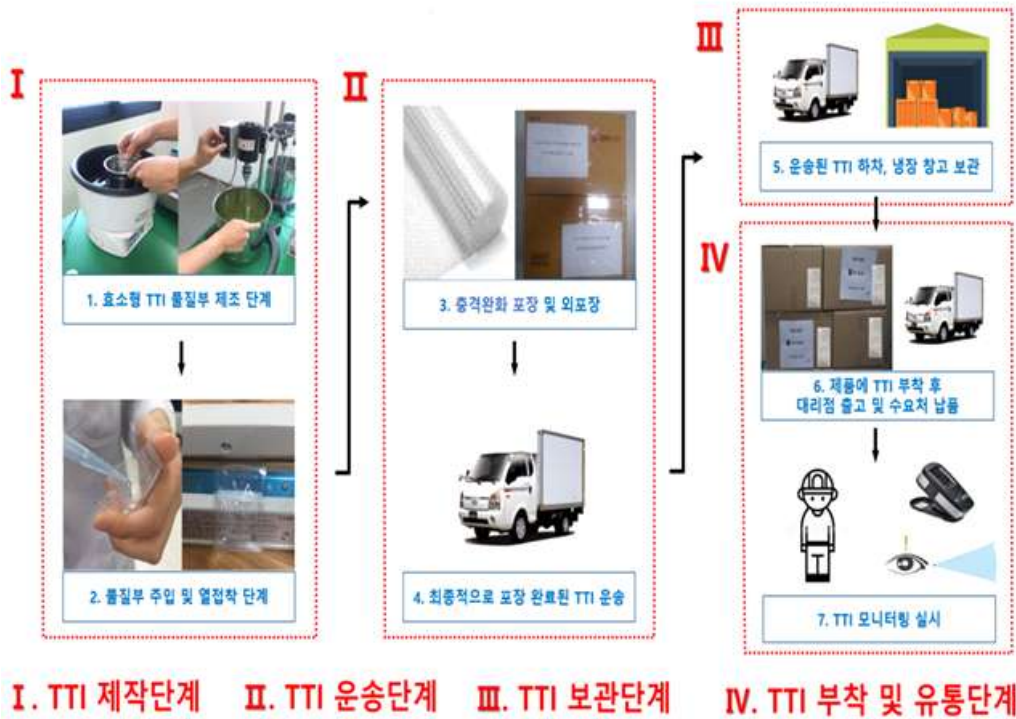 Ⅰ
1. 효소형 TTI 물질부 제조 단계
2. 물질부 주입 및 열접착 단계
Ⅱ
3. 충격완화 포장 및 외포장
4. 최종적으로 포장 완료된 TTI 운송
Ⅲ
5. 운송된 TTI 하차, 냉장 창고 보관
Ⅳ
6. 제품에 TTI 부착 후
대리점 출고 및 수요처 납품
7. TTI 모니터링 실시
Ⅰ. TTI 제작단계
Ⅱ. TTI 운송단계
Ⅲ. TTI 보관단계
Ⅳ. TTI 부착 및 유통단계